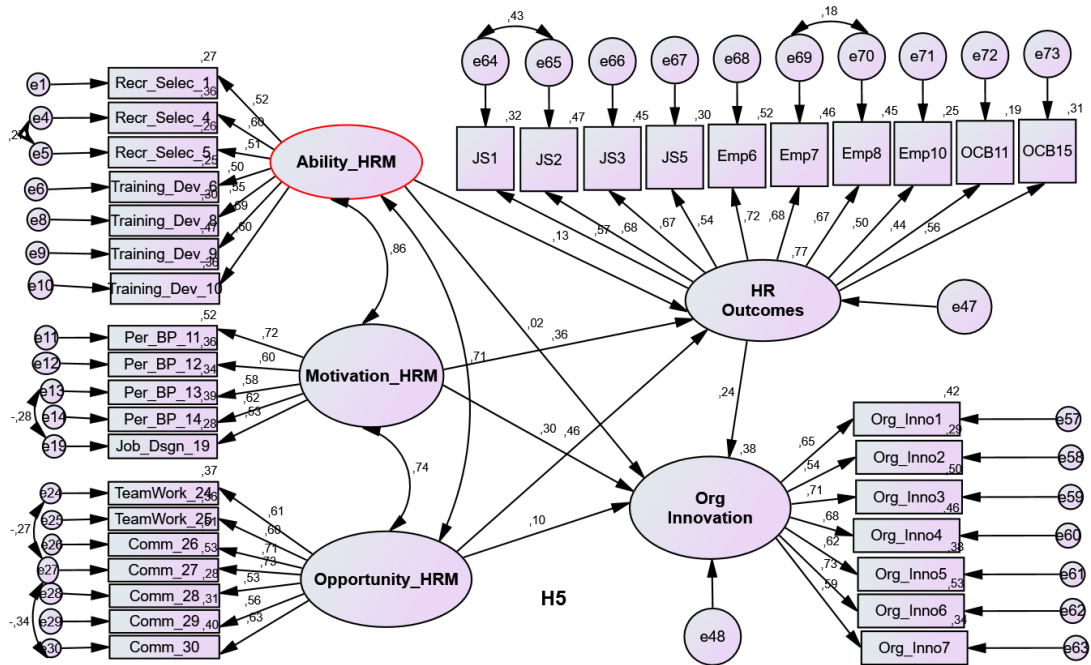 ,43
,18
e64
e65
e66
e67
e68
e69
e70
e71
e72
e73
,32
,47
,45
,30
,52
,46
,45
,25
,19
,31
JS1
JS2
JS3
JS5
Emp6
Emp7
Emp8
Emp10
OCB11
OCB15
,57
,68
,67
,54
,72
,68
,67
,50
,44
,56
,77
HR
Outcomes
e47
,27
e1
Recr_Selec_1
,52
,36
e4
Recr_Selec_4
,60
,26
e5
Recr_Selec_5
,51
,25
e6
Training_Dev_6
,50
,30
e8
Training_Dev_8
,55
,47
e9
Training_Dev_9
,69
,36
e10
Training_Dev_10
,60
Ability_HRM
,13
,02
,86
,71
,52
e11
Per_BP_11
,72
,36
e12
Per_BP_12
,60
,34
e13
Per_BP_13
,58
,39
e14
Per_BP_14
,62
,28
e19
Job_Dsgn_19
,53
-,28
Motivation_HRM
,36
,30
,74
,46
,10
,24
,37
e24
TeamWork_24
,61
,36
e25
TeamWork_25
,60
,51
e26
Comm_26
,71
,53
e27
Comm_27
,73
,28
e28
Comm_28
,53
,31
e29
Comm_29
,56
,40
e30
Comm_30
,63
-,27
-,34
Opportunity_HRM
H5
,38
Org
Innovation
e48
,42
Org_Inno1
,65
e57
,29
Org_Inno2
,54
e58
,50
Org_Inno3
,71
e59
,46
Org_Inno4
,68
e60
,38
Org_Inno5
,62
e61
,53
Org_Inno6
,73
e62
,34
Org_Inno7
,59
e63